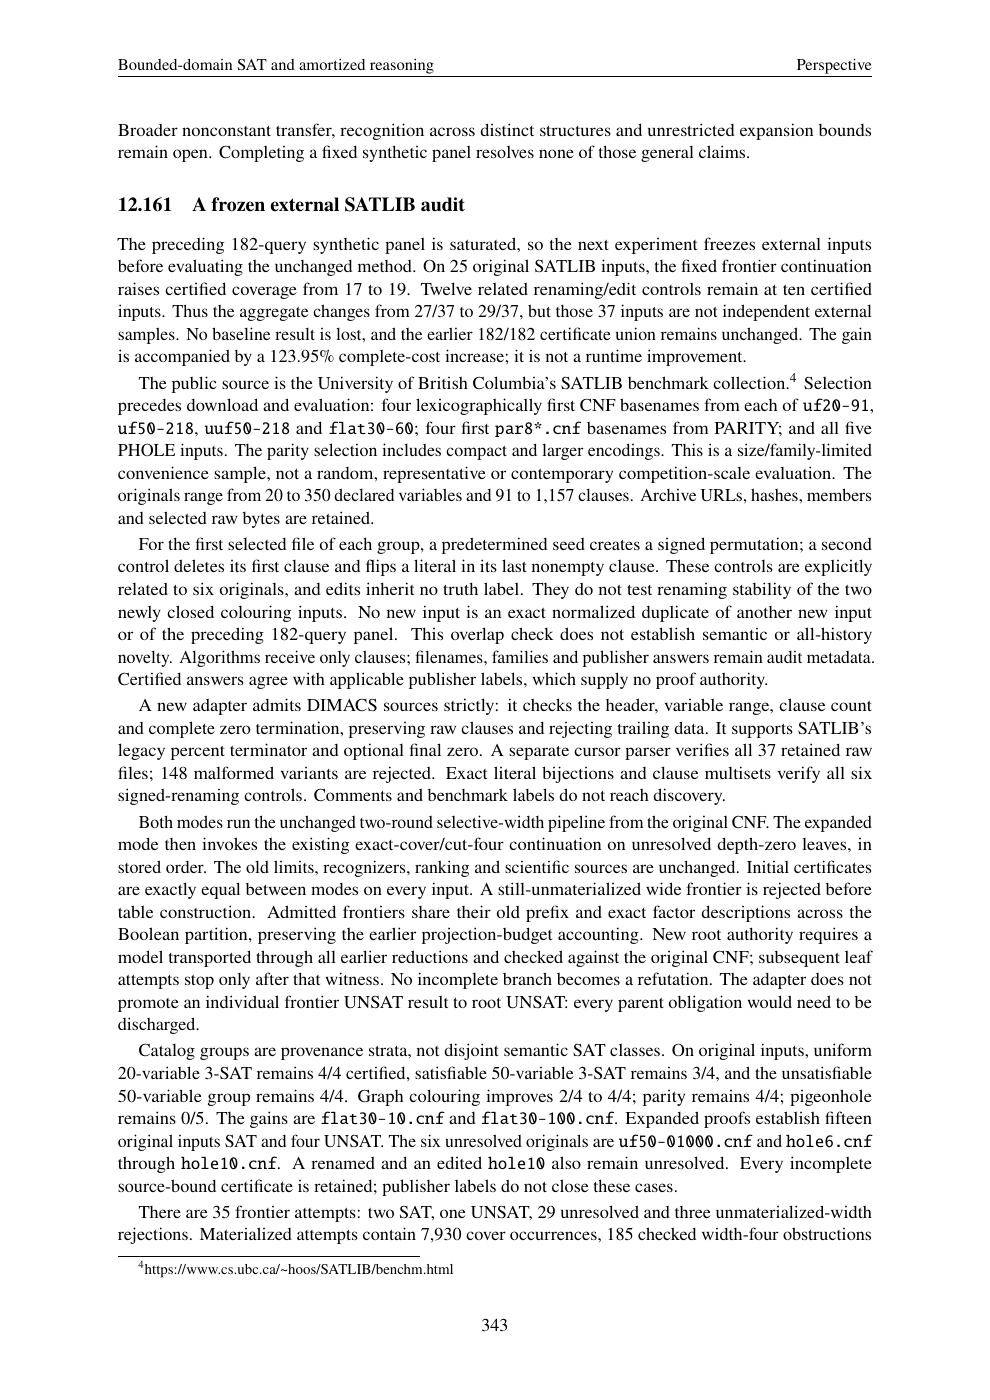 Bounded-domain SAT and amortized reasoning Perspective
Broader nonconstant transfer, recognition across distinct structures and unrestricted expansion bounds
remain open. Completing a fixed synthetic panel resolves none of those general claims.
12.161 A frozen external SATLIB audit
The preceding 182-query synthetic panel is saturated, so the next experiment freezes external inputs
before evaluating the unchanged method. On 25 original SATLIB inputs, the fixed frontier continuation
raises certified coverage from 17 to 19. Twelve related renaming/edit controls remain at ten certified
inputs. Thus the aggregate changes from 27/37 to 29/37, but those 37 inputs are not independent external
samples. No baseline result is lost, and the earlier 182/182 certificate union remains unchanged. The gain
is accompanied by a 123.95% complete-cost increase; it is not a runtime improvement.
The public source is the University of British Columbia's SATLIB benchmark collection.4 Selection
precedes download and evaluation: four lexicographically first CNF basenames from each of uf20-91,
uf50-218, uuf50-218 and flat30-60; four first par8*.cnf basenames from PARITY; and all five
PHOLE inputs. The parity selection includes compact and larger encodings. This is a size/family-limited
convenience sample, not a random, representative or contemporary competition-scale evaluation. The
originals range from 20 to 350 declared variables and 91 to 1,157 clauses. Archive URLs, hashes, members
and selected raw bytes are retained.
For the first selected file of each group, a predetermined seed creates a signed permutation; a second
control deletes its first clause and flips a literal in its last nonempty clause. These controls are explicitly
related to six originals, and edits inherit no truth label. They do not test renaming stability of the two
newly closed colouring inputs. No new input is an exact normalized duplicate of another new input
or of the preceding 182-query panel. This overlap check does not establish semantic or all-history
novelty. Algorithms receive only clauses; filenames, families and publisher answers remain audit metadata.
Certified answers agree with applicable publisher labels, which supply no proof authority.
A new adapter admits DIMACS sources strictly: it checks the header, variable range, clause count
and complete zero termination, preserving raw clauses and rejecting trailing data. It supports SATLIB's
legacy percent terminator and optional final zero. A separate cursor parser verifies all 37 retained raw
files; 148 malformed variants are rejected. Exact literal bijections and clause multisets verify all six
signed-renaming controls. Comments and benchmark labels do not reach discovery.
Both modes run the unchanged two-round selective-width pipeline from the original CNF. The expanded
mode then invokes the existing exact-cover/cut-four continuation on unresolved depth-zero leaves, in
stored order. The old limits, recognizers, ranking and scientific sources are unchanged. Initial certificates
are exactly equal between modes on every input. A still-unmaterialized wide frontier is rejected before
table construction. Admitted frontiers share their old prefix and exact factor descriptions across the
Boolean partition, preserving the earlier projection-budget accounting. New root authority requires a
model transported through all earlier reductions and checked against the original CNF; subsequent leaf
attempts stop only after that witness. No incomplete branch becomes a refutation. The adapter does not
promote an individual frontier UNSAT result to root UNSAT: every parent obligation would need to be
discharged.
Catalog groups are provenance strata, not disjoint semantic SAT classes. On original inputs, uniform
20-variable 3-SAT remains 4/4 certified, satisfiable 50-variable 3-SAT remains 3/4, and the unsatisfiable
50-variable group remains 4/4. Graph colouring improves 2/4 to 4/4; parity remains 4/4; pigeonhole
remains 0/5. The gains are flat30-10.cnf and flat30-100.cnf. Expanded proofs establish fifteen
original inputs SAT and four UNSAT. The six unresolved originals are uf50-01000.cnf and hole6.cnf
through hole10.cnf. A renamed and an edited hole10 also remain unresolved. Every incomplete
source-bound certificate is retained; publisher labels do not close these cases.
There are 35 frontier attempts: two SAT, one UNSAT, 29 unresolved and three unmaterialized-width
rejections. Materialized attempts contain 7,930 cover occurrences, 185 checked width-four obstructions
4https://www.cs.ubc.ca/~hoos/SATLIB/benchm.html
343